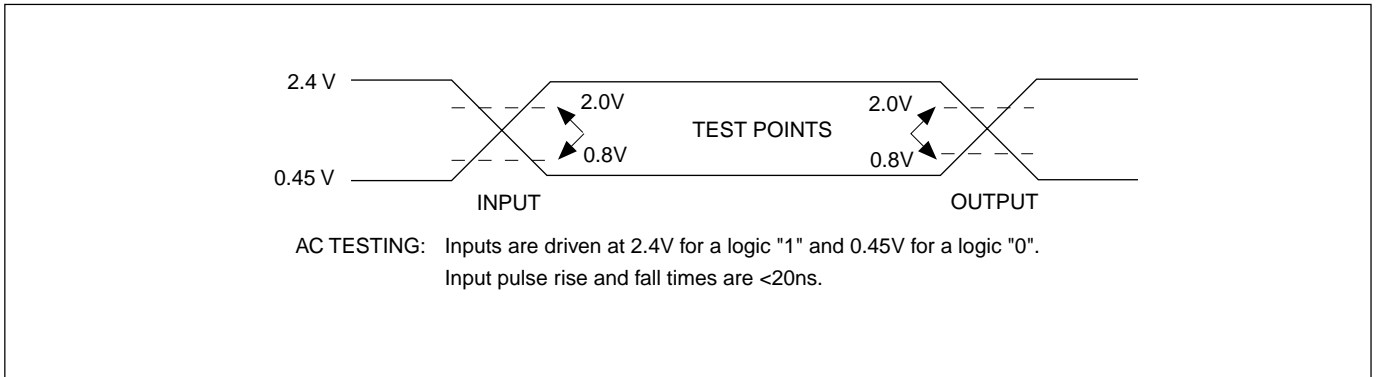 2.4 V
2.0V 2.0V
TEST POINTS
0.8V 0.8V
0.45 V
INPUT OUTPUT
AC TESTING: Inputs are driven at 2.4V for a logic "1" and 0.45V for a logic "0".
Input pulse rise and fall times are <20ns.